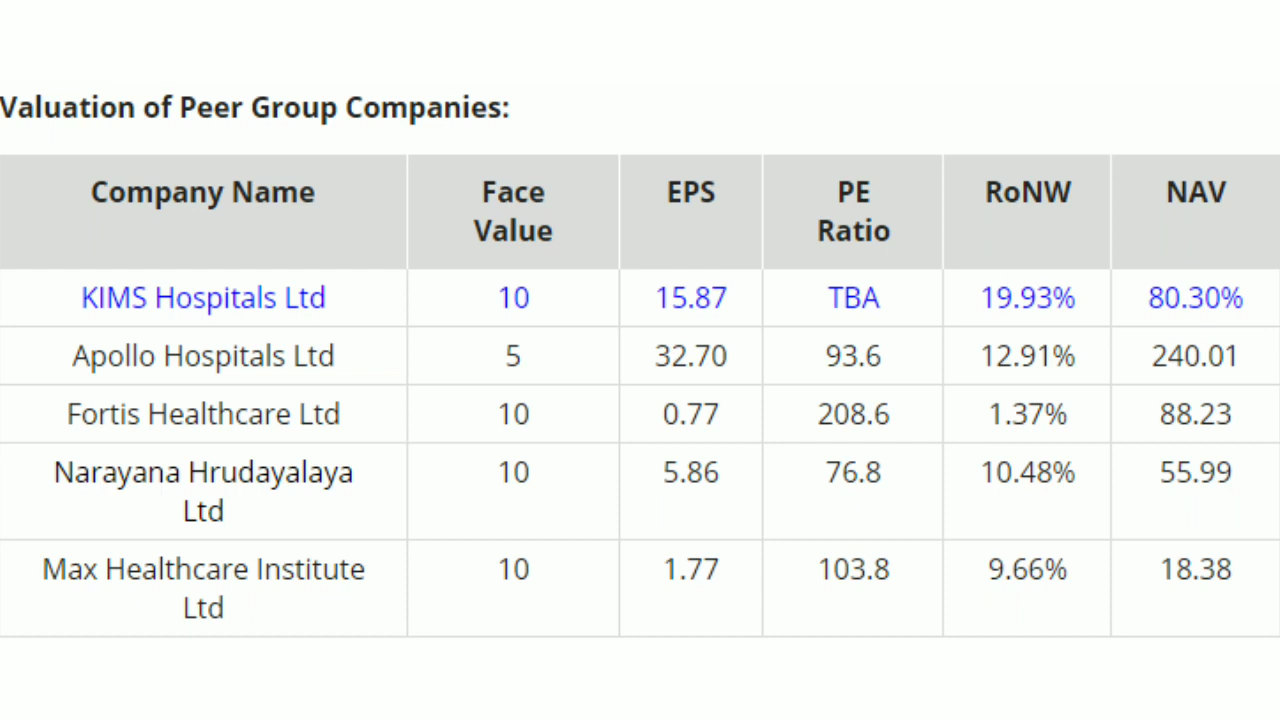 Valuation of Peer Group Companies:
Company Name Face Value EPS PE Ratio RoNW NAV
KIMS Hospitals Ltd 10 15.87 TBA 19.93% 80.30%
Apollo Hospitals Ltd 5 32.70 93.6 12.91% 240.01
Fortis Healthcare Ltd 10 0.77 208.6 1.37% 88.23
Narayana Hrudayalaya Ltd 10 5.86 76.8 10.48% 55.99
Max Healthcare Institute Ltd 10 1.77 103.8 9.66% 18.38